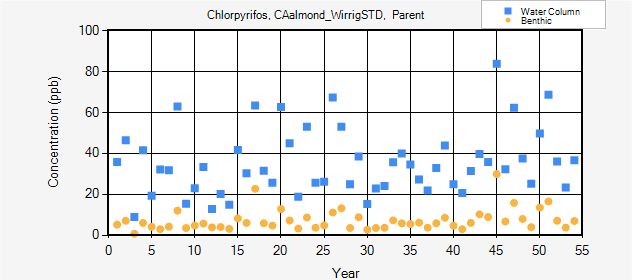 Chlorpyrifos, CAalmond_WirrigSTD, Parent
Water Column
Benthic
Concentration (ppb)
100
80
60
40
20
0
0 5 10 15 20 25 30 35 40 45 50 55
Year